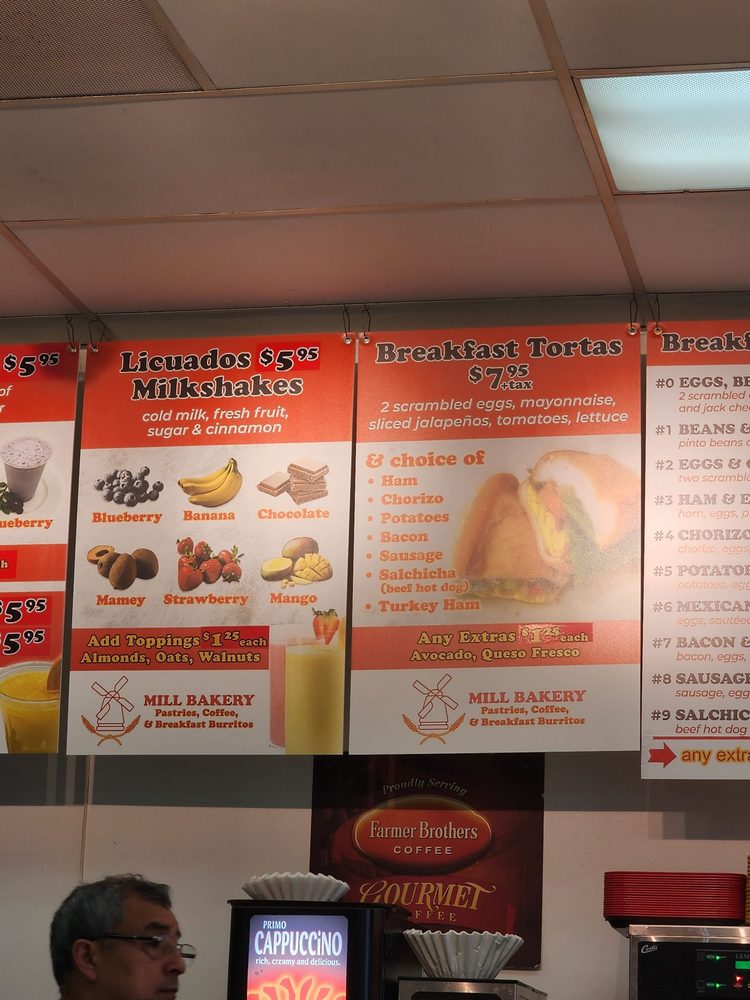 $5.95
of
ueberry
h
$5.95
$5.95
Licuados $5.95
Milkshakes
cold milk, fresh fruit,
sugar & cinnamon
Blueberry Banana Chocolate
Mamey Strawberry Mango
Add Toppings $1.25 each
Almonds, Oats, Walnuts
MILL BAKERY
Pastries, Coffee,
& Breakfast Burritos
Breakfast Tortas
$7.95
+tax
2 scrambled eggs, mayonnaise,
sliced jalapeños, tomatoes, lettuce
& choice of
• Ham
• Chorizo
• Potatoes
• Bacon
• Sausage
• Salchicha
(beef hot dog)
• Turkey Ham
Any Extras $1.25 each
Avocado, Queso Fresco
MILL BAKERY
Pastries, Coffee,
& Breakfast Burritos
Breakf
#0 EGGS, BE
2 scrambled
and jack che
#1 BEANS &
pinto beans
#2 EGGS &
two scramble
#3 HAM &
ham, eggs, p
#4 CHORIZO
chorizo, eggs
#5 POTATO
potatoes, eg
#6 MEXICAN
eggs, sauteé
#7 BACON &
bacon, eggs,
#8 SAUSAGE
sausage, egg
#9 SALCHIC
beef hot dog
any extra
Proudly Serving
Farmer Brothers
COFFEE
GOURMET
FFEE
PRIMO
CAPPUCCiNO
rich, creamy and delicious.
Curtis
GEM